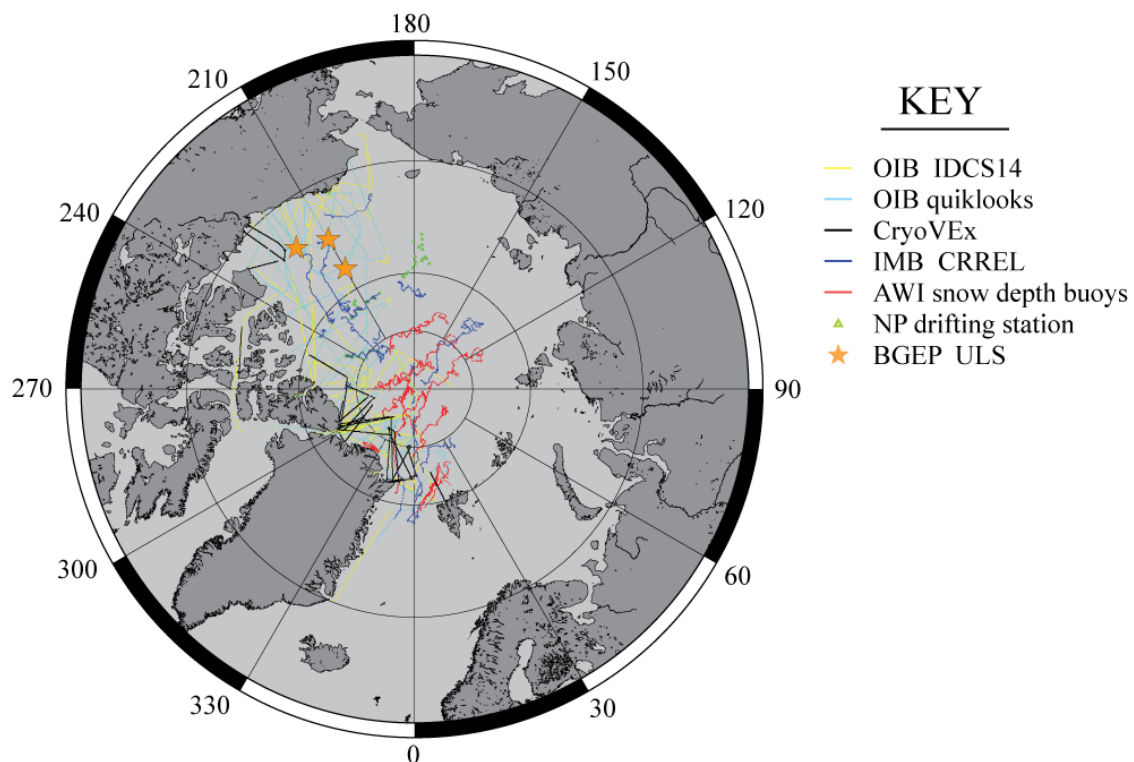 180
210
150
KEY
240
120
OIB IDCS14
OIB quiklooks
CryoVEx
IMB CRREL
AWI snow depth buoys
NP drifting station
BGEP ULS
270
90
300
60
330
30
0